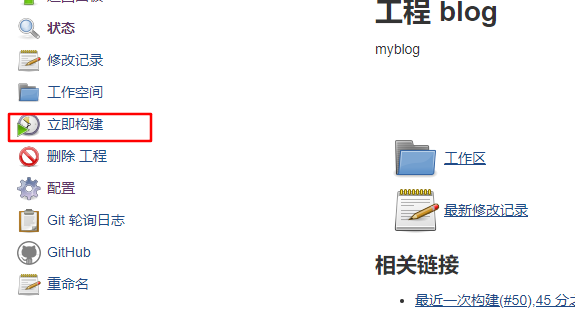 状态
修改记录
工作空间
立即构建
删除 工程
配置
Git 轮询日志
GitHub
重命名
工程 blog
myblog
工作区
最新修改记录
相关链接
最近一次构建(#50),45 分